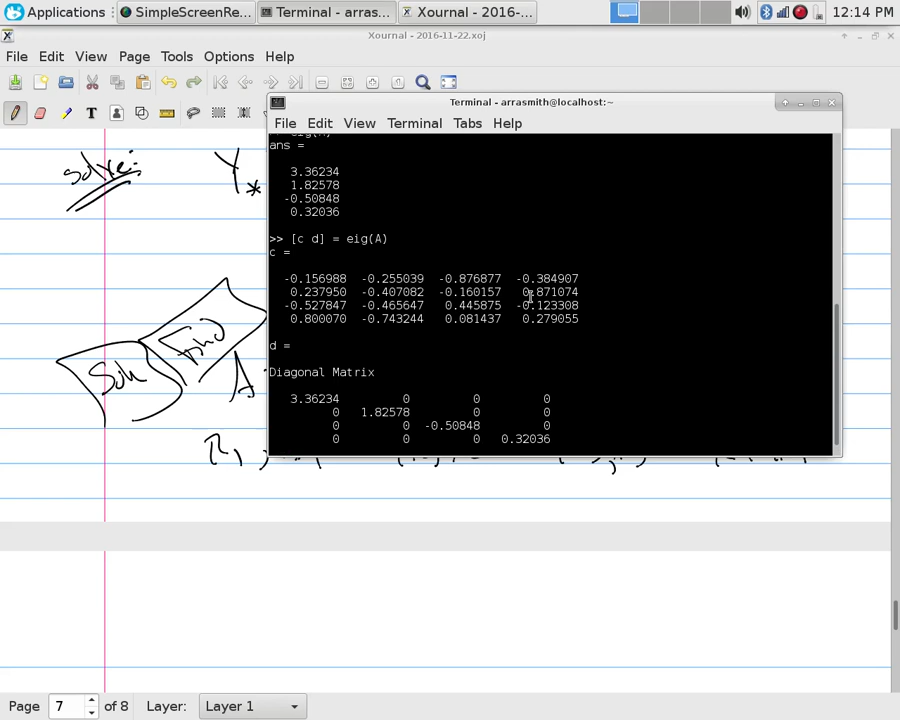 Applications SimpleScreenRe... Terminal - arras... Xournal - 2016-... 12:14 PM
Xournal - 2016-11-22.xoj
File Edit View Page Tools Options Help
Terminal - arrasmith@localhost:~
File Edit View Terminal Tabs Help
solve: Y*
>> eig(A)
ans =
3.36234
1.82578
-0.50848
0.32036
>> [c d] = eig(A)
c =
-0.156988 -0.255039 -0.876877 -0.384907
0.237950 -0.407082 -0.160157 0.871074
-0.527847 -0.465647 0.445875 -0.123308
0.800070 -0.743244 0.081437 0.279055
d =
Diagonal Matrix
3.36234 0 0 0
0 1.82578 0 0
0 0 -0.50848 0
0 0 0 0.32036
Find
A
Page 7 of 8 Layer: Layer 1